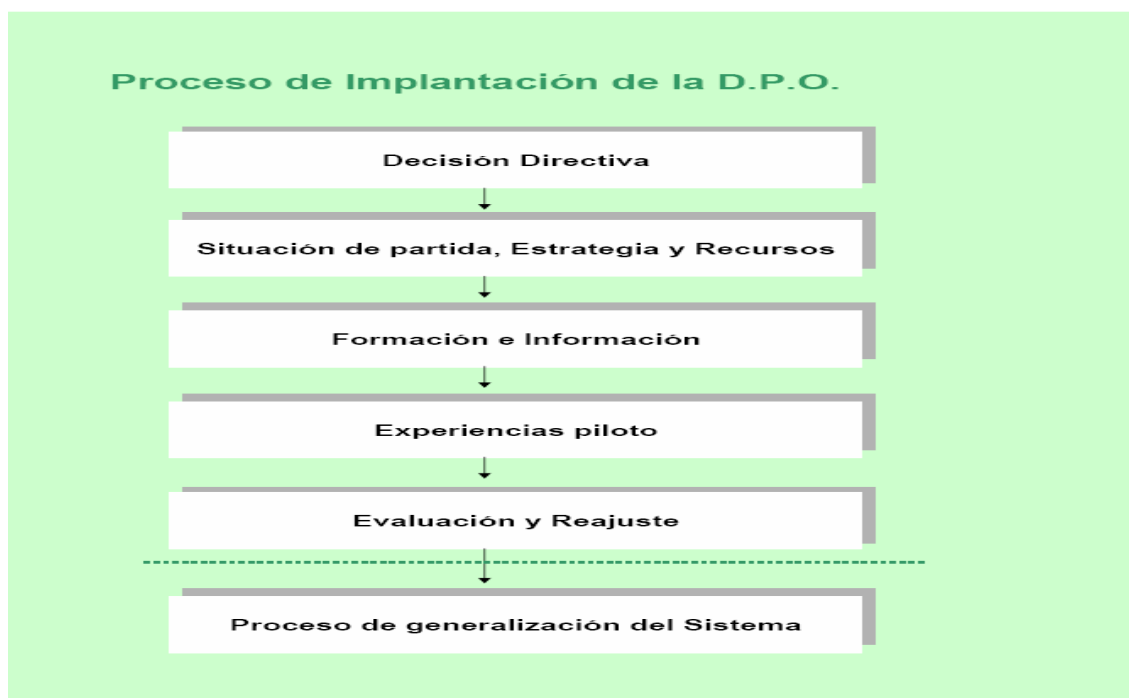 Proceso de Implantación de la D.P.O.
Decisión Directiva
Situación de partida, Estrategia y Recursos
Formación e Información
Experiencias piloto
Evaluación y Reajuste
Proceso de generalización del Sistema